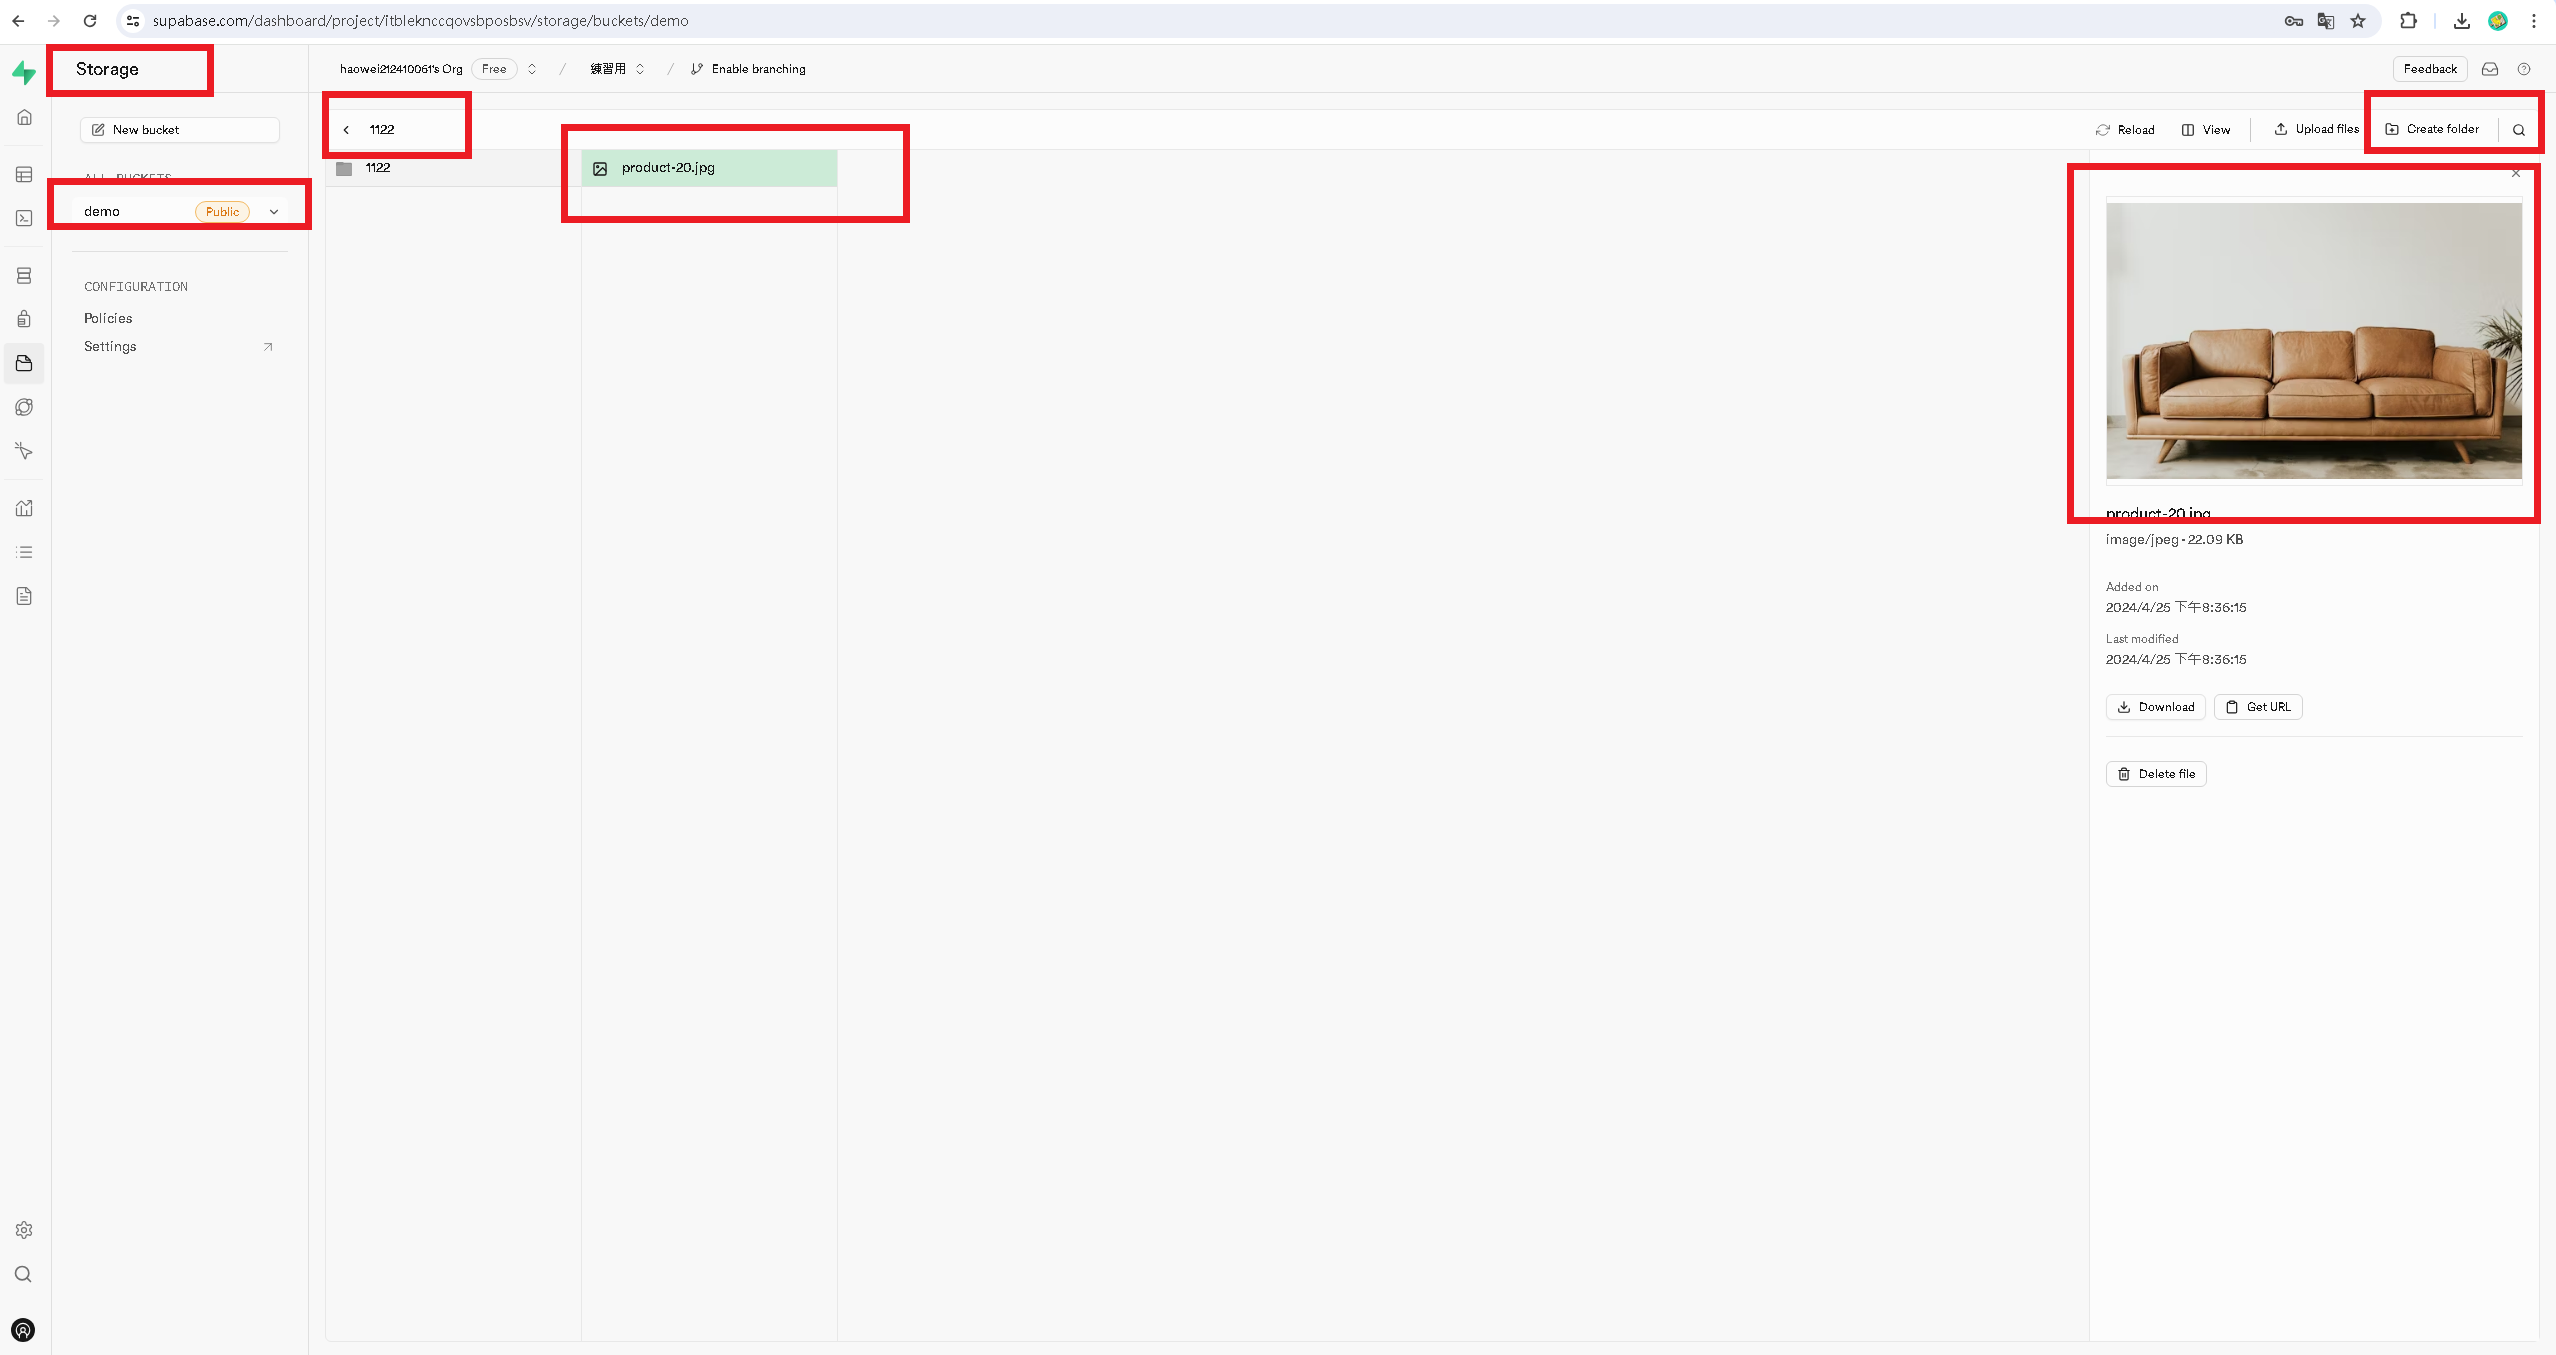 supabase.com/dashboard/project/itbleknccqovsbposbsv/storage/buckets/demo
Storage
haowei212410061's Org Free / 練習用 / Enable branching
Feedback
New bucket
ALL BUCKETS
demo Public
CONFIGURATION
Policies
Settings
1122
Reload View Upload files Create folder
1122
product-20.jpg
product-20.jpg
image/jpeg - 22.09 KB
Added on
2024/4/25 下午8:36:15
Last modified
2024/4/25 下午8:36:15
Download Get URL
Delete file